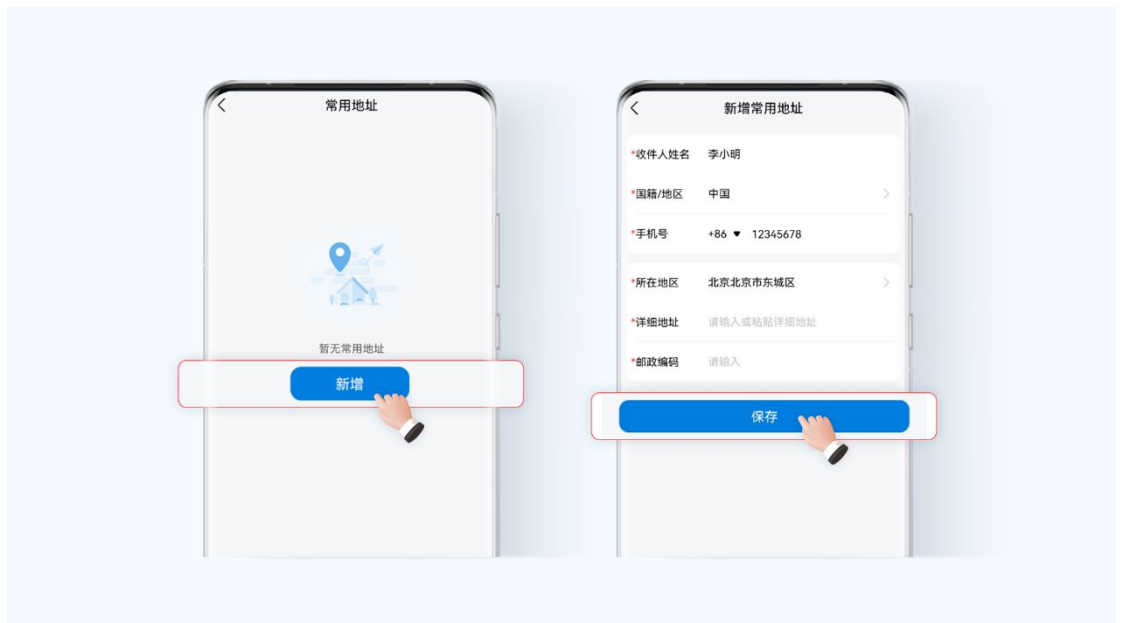 常用地址
暂无常用地址
新增
新增常用地址
*收件人姓名 李小明
*国籍/地区 中国
*手机号 +86 ▼ 12345678
*所在地区 北京北京市东城区
*详细地址 请输入或粘贴详细地址
*邮政编码 请输入
保存